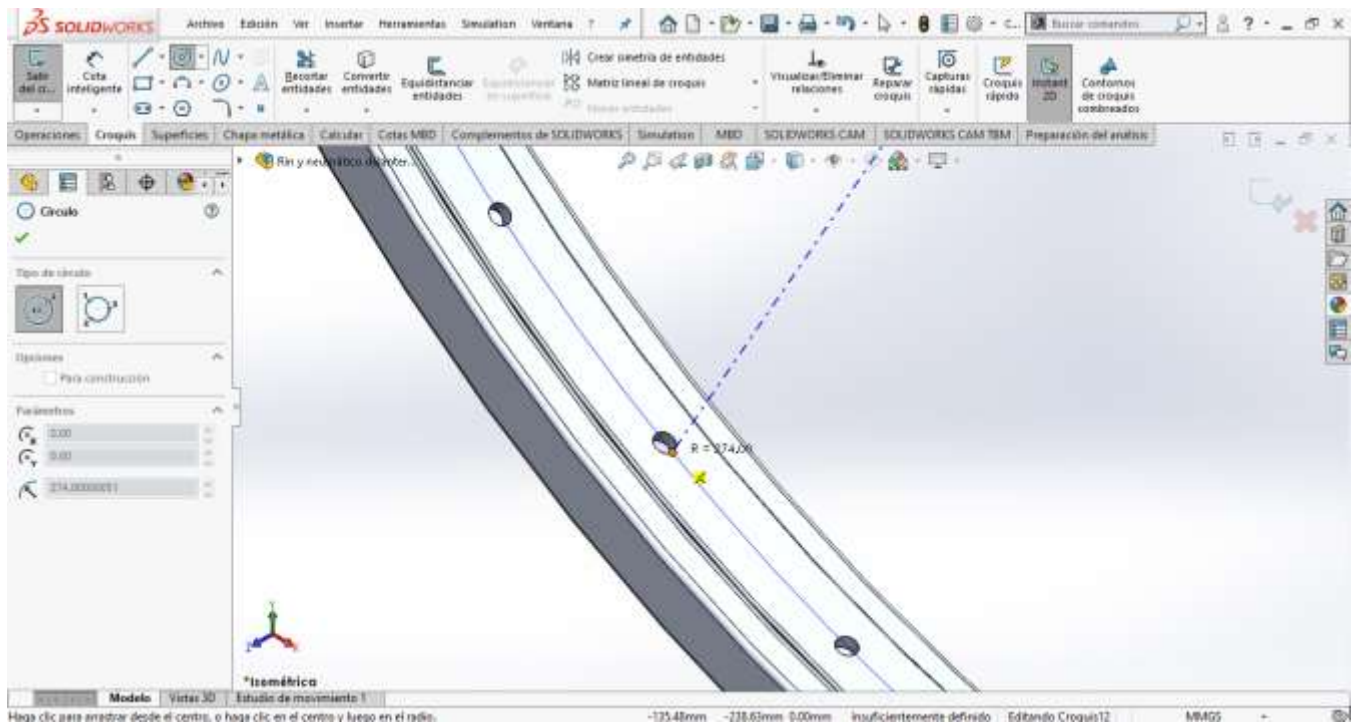 SOLIDWORKS Archivo Edición Ver Insertar Herramientas Simulation Ventana ? Buscar comandos
Salir del cr... Cota inteligente Recortar entidades Convertir entidades Equidistanciar entidades Crear simetría de entidades Matriz lineal de croquis Visualizar/Eliminar relaciones Reparar croquis Capturas rápidas Croquis rápido Instant 2D Contornos de croquis sombreados
Operaciones Croquis Superficies Chapa metálica Calcular Cotas MBD Complementos de SOLIDWORKS Simulation MBD SOLIDWORKS CAM SOLIDWORKS CAM TBM Preparación del análisis
Rin y neumático delanter...
Círculo
Tipo de círculo
Opciones
Para construcción
R = 274,00
Parámetros
0.00
0.00
274.00000051
*Isométrica
Modelo Vistas 3D Estudio de movimiento 1
Haga clic para arrastrar desde el centro, o haga clic en el centro y luego en el radio. -135.48mm -238.63mm 0.00mm Insuficientemente definido Editando Croquis12 MMGS